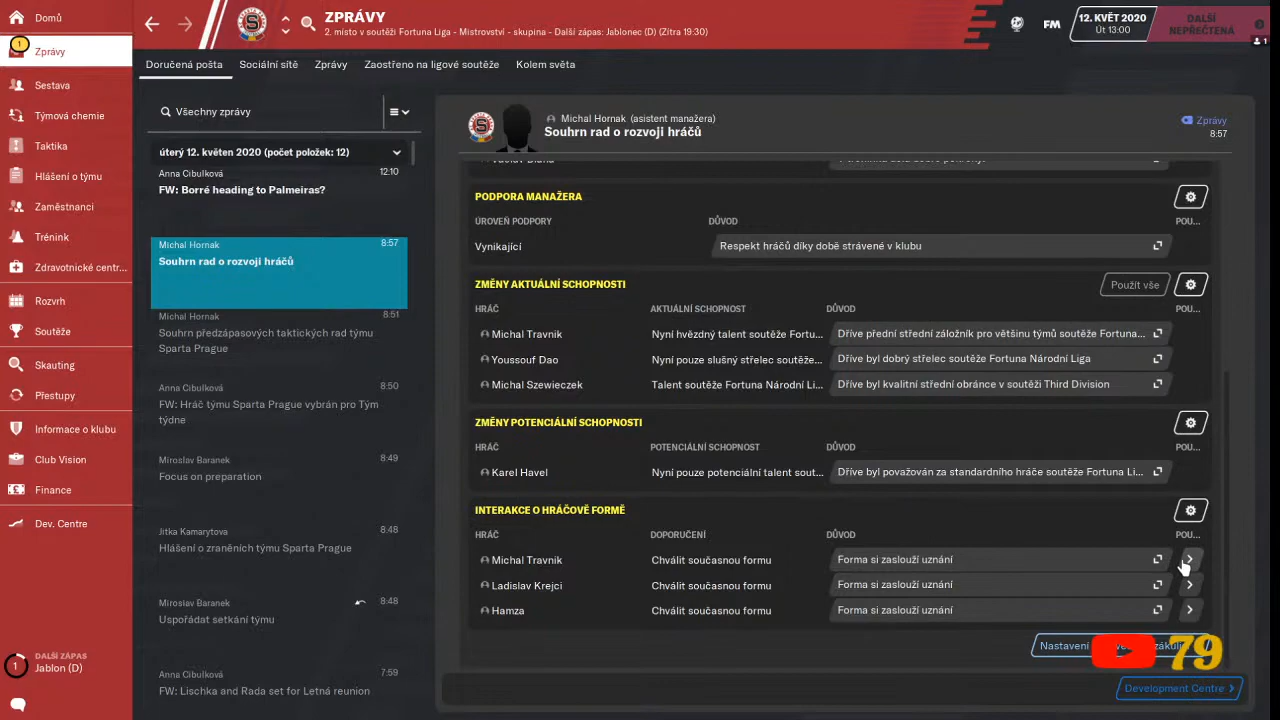 Domů
ZPRÁVY
2. místo v soutěži Fortuna Liga - Mistrovství - skupina - Další zápas: Jablonec (D) (Zítra 19:30)
FM
12. KVĚT 2020
Út 13:00
DALŠÍ
NEPŘEČTENÁ
1
1
Zprávy
Sestava
Týmová chemie
Taktika
Hlášení o týmu
Zaměstnanci
Trénink
Zdravotnické centr...
Rozvrh
Soutěže
Skauting
Přestupy
Informace o klubu
Club Vision
Finance
Dev. Centre
DALŠÍ ZÁPAS
1
Jablon (D)
Doručená pošta
Sociální sítě
Zprávy
Zaostřeno na ligové soutěže
Kolem světa
Všechny zprávy
úterý 12. květen 2020 (počet položek: 12)
Anna Cibulková
12:10
FW: Borré heading to Palmeiras?
Michal Hornak
8:57
Souhrn rad o rozvoji hráčů
Michal Hornak
8:51
Souhrn předzápasových taktických rad týmu
Sparta Prague
Anna Cibulková
8:50
FW: Hráč týmu Sparta Prague vybrán pro Tým
týdne
Miroslav Baranek
8:49
Focus on preparation
Jitka Kamarytova
8:48
Hlášení o zraněních týmu Sparta Prague
Miroslav Baranek
8:48
Uspořádat setkání týmu
Anna Cibulková
7:59
FW: Lischka and Rada set for Letná reunion
Michal Hornak (asistent manažera)
Souhrn rad o rozvoji hráčů
Zprávy
8:57
PODPORA MANAŽERA
ÚROVEŇ PODPORY
DŮVOD
POU...
Vynikající
Respekt hráčů díky době strávené v klubu
ZMĚNY AKTUÁLNÍ SCHOPNOSTI
Použít vše
HRÁČ
AKTUÁLNÍ SCHOPNOST
DŮVOD
POU...
Michal Travnik
Nyní hvězdný talent soutěže Fortu...
Dříve přední střední záložník pro většinu týmů soutěže Fortuna...
Youssouf Dao
Nyní pouze slušný střelec soutěže...
Dříve byl dobrý střelec soutěže Fortuna Národní Liga
Michal Szewieczek
Talent soutěže Fortuna Národní Li...
Dříve byl kvalitní střední obránce v soutěži Third Division
ZMĚNY POTENCIÁLNÍ SCHOPNOSTI
HRÁČ
POTENCIÁLNÍ SCHOPNOST
DŮVOD
POU...
Karel Havel
Nyní pouze potenciální talent sout...
Dříve byl považován za standardního hráče soutěže Fortuna Li...
INTERAKCE O HRÁČOVĚ FORMĚ
HRÁČ
DOPORUČENÍ
DŮVOD
POU...
Michal Travnik
Chválit současnou formu
Forma si zaslouží uznání
Ladislav Krejci
Chválit současnou formu
Forma si zaslouží uznání
Hamza
Chválit současnou formu
Forma si zaslouží uznání
Nastavení
79
Development Centre